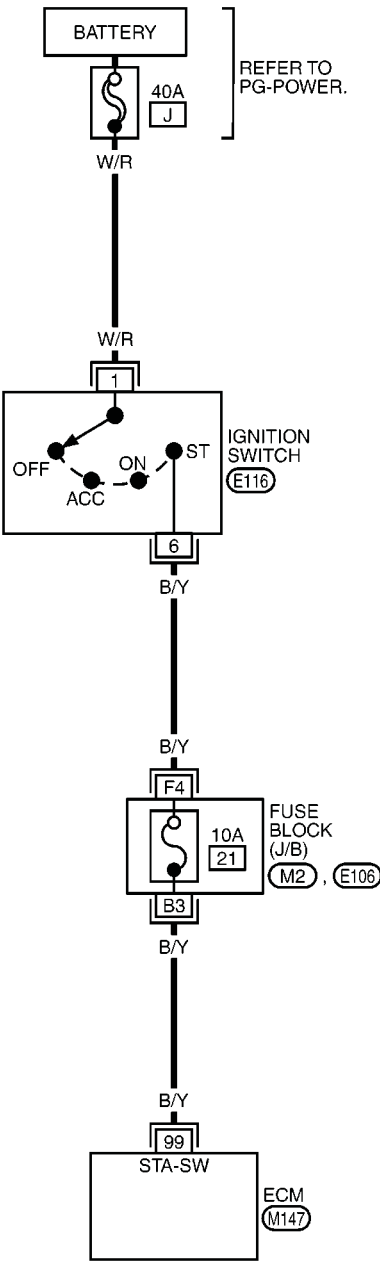 BATTERY
REFER TO
PG-POWER.
40A
J
W/R
W/R
1
OFF
ACC
ON
ST
IGNITION
SWITCH
E116
6
B/Y
B/Y
F4
10A
21
FUSE
BLOCK
(J/B)
M2 , E106
B3
B/Y
B/Y
99
STA-SW
ECM
M147